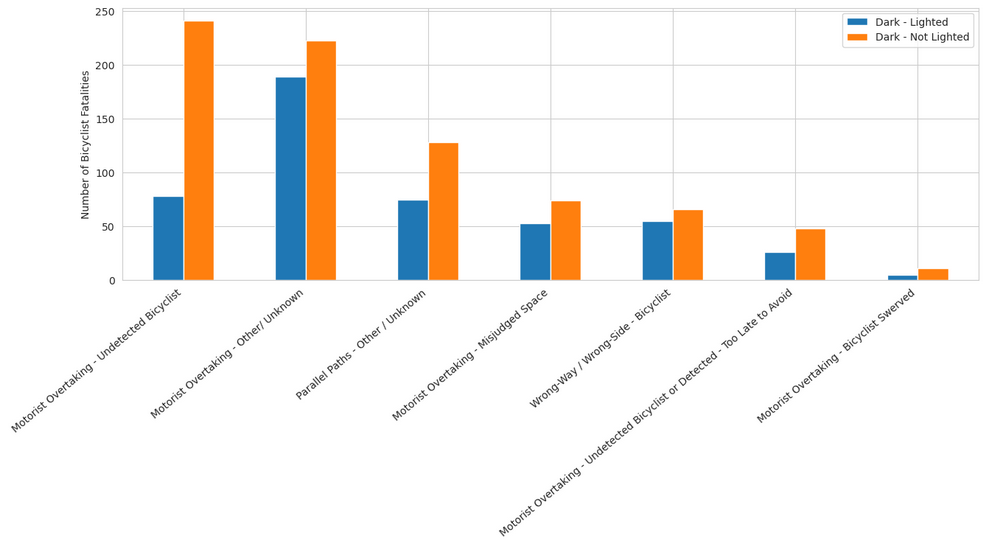 250
200
150
100
50
0
Number of Bicyclist Fatalities
Dark - Lighted
Dark - Not Lighted
Motorist Overtaking - Undetected Bicyclist
Motorist Overtaking - Other/ Unknown
Parallel Paths - Other / Unknown
Motorist Overtaking - Misjudged Space
Wrong-Way / Wrong-Side - Bicyclist
Motorist Overtaking - Undetected Bicyclist or Detected - Too Late to Avoid
Motorist Overtaking - Bicyclist Swerved